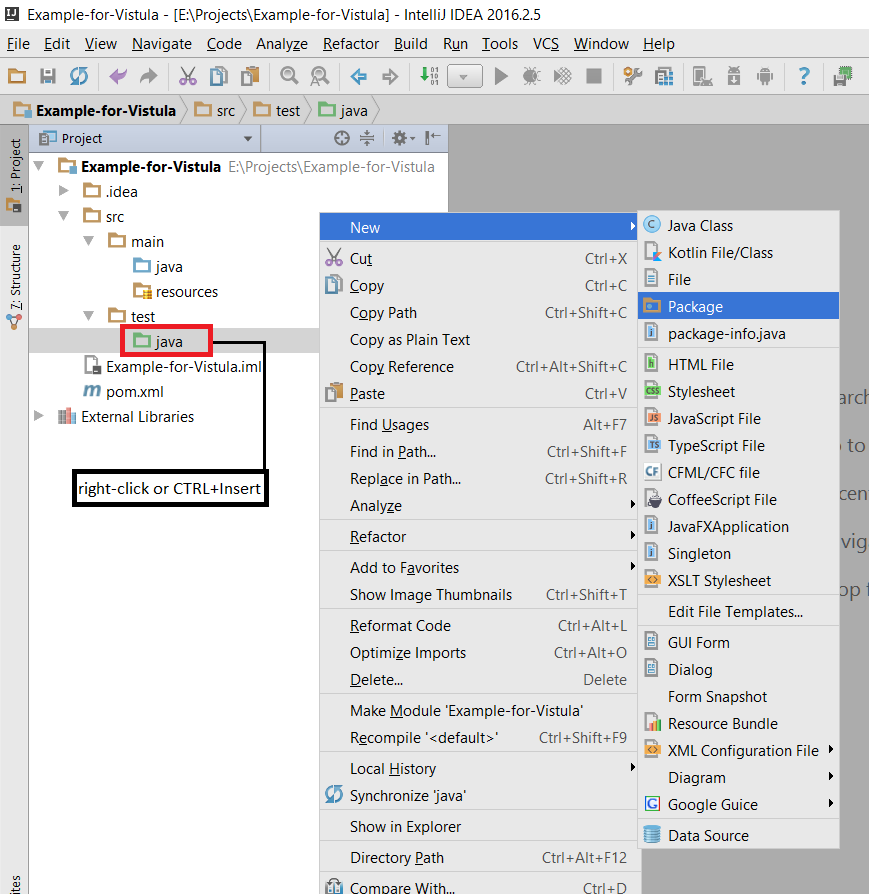 Example-for-Vistula - [E:\Projects\Example-for-Vistula] - IntelliJ IDEA 2016.2.5
File Edit View Navigate Code Analyze Refactor Build Run Tools VCS Window Help
Example-for-Vistula src test java
1: Project
Z: Structure
Project
Example-for-Vistula E:\Projects\Example-for-Vistula
.idea
src
main
java
resources
test
java
Example-for-Vistula.iml
pom.xml
External Libraries
right-click or CTRL+Insert
New
Cut Ctrl+X
Copy Ctrl+C
Copy Path Ctrl+Shift+C
Copy as Plain Text
Copy Reference Ctrl+Alt+Shift+C
Paste Ctrl+V
Find Usages Alt+F7
Find in Path... Ctrl+Shift+F
Replace in Path... Ctrl+Shift+R
Analyze
Refactor
Add to Favorites
Show Image Thumbnails Ctrl+Shift+T
Reformat Code Ctrl+Alt+L
Optimize Imports Ctrl+Alt+O
Delete... Delete
Make Module 'Example-for-Vistula'
Recompile '<default>' Ctrl+Shift+F9
Local History
Synchronize 'java'
Show in Explorer
Directory Path Ctrl+Alt+F12
Compare With... Ctrl+D
Java Class
Kotlin File/Class
File
Package
package-info.java
HTML File
Stylesheet
JavaScript File
TypeScript File
CFML/CFC file
CoffeeScript File
JavaFXApplication
Singleton
XSLT Stylesheet
Edit File Templates...
GUI Form
Dialog
Form Snapshot
Resource Bundle
XML Configuration File
Diagram
Google Guice
Data Source